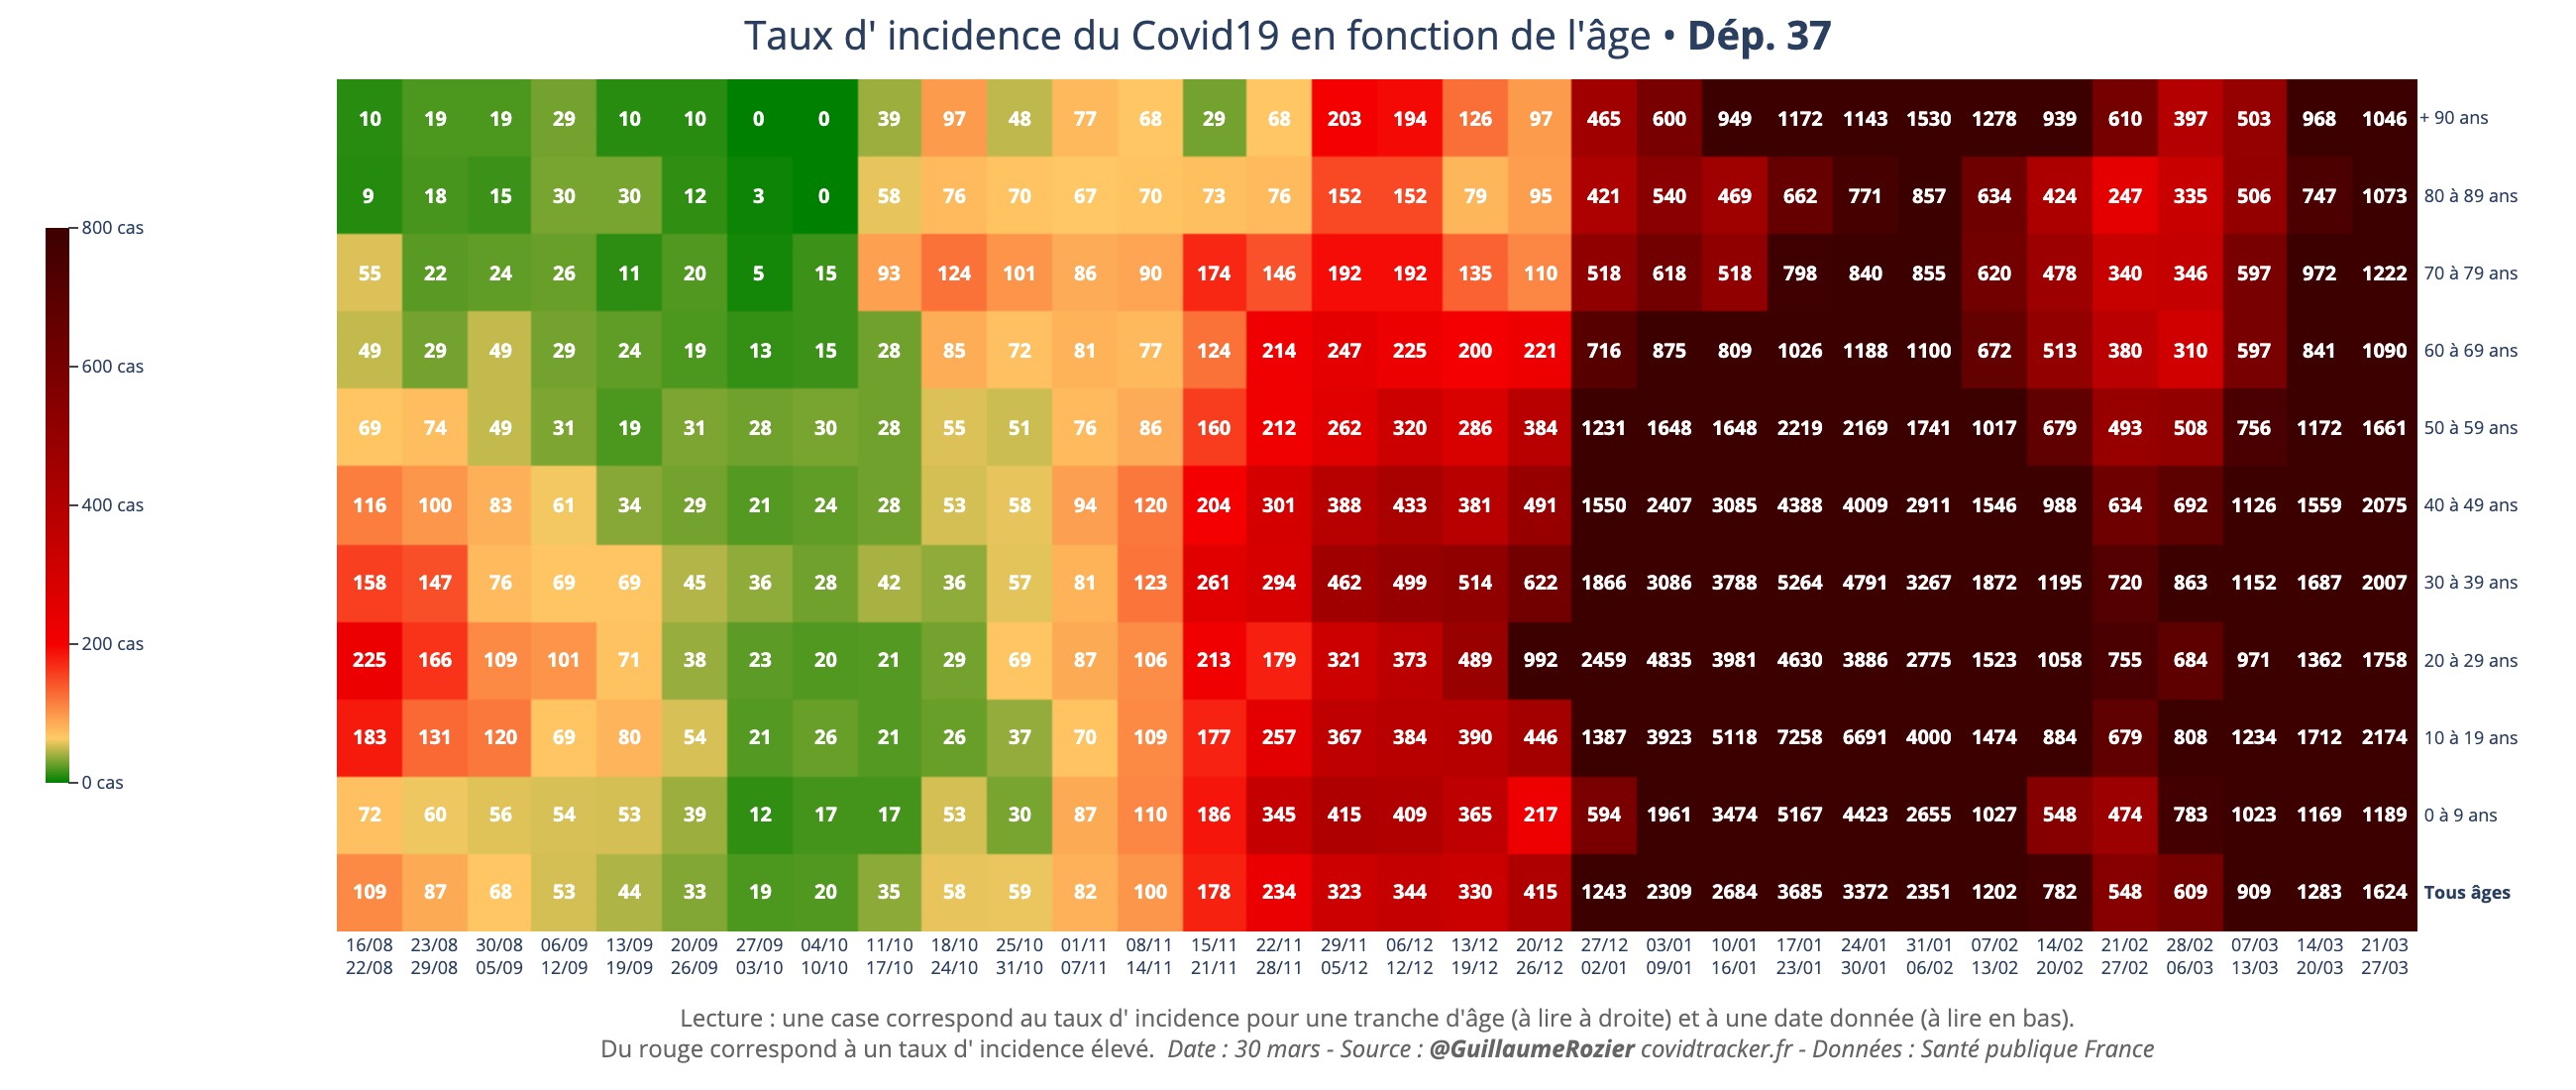 Taux d' incidence du Covid19 en fonction de l'âge • Dép. 37
800 cas
600 cas
400 cas
200 cas
0 cas
10 19 19 29 10 10 0 0 39 97 48 77 68 29 68 203 194 126 97 465 600 949 1172 1143 1530 1278 939 610 397 503 968 1046 + 90 ans
9 18 15 30 30 12 3 0 58 76 70 67 70 73 76 152 152 79 95 421 540 469 662 771 857 634 424 247 335 506 747 1073 80 à 89 ans
55 22 24 26 11 20 5 15 93 124 101 86 90 174 146 192 192 135 110 518 618 518 798 840 855 620 478 340 346 597 972 1222 70 à 79 ans
49 29 49 29 24 19 13 15 28 85 72 81 77 124 214 247 225 200 221 716 875 809 1026 1188 1100 672 513 380 310 597 841 1090 60 à 69 ans
69 74 49 31 19 31 28 30 28 55 51 76 86 160 212 262 320 286 384 1231 1648 1648 2219 2169 1741 1017 679 493 508 756 1172 1661 50 à 59 ans
116 100 83 61 34 29 21 24 28 53 58 94 120 204 301 388 433 381 491 1550 2407 3085 4388 4009 2911 1546 988 634 692 1126 1559 2075 40 à 49 ans
158 147 76 69 69 45 36 28 42 36 57 81 123 261 294 462 499 514 622 1866 3086 3788 5264 4791 3267 1872 1195 720 863 1152 1687 2007 30 à 39 ans
225 166 109 101 71 38 23 20 21 29 69 87 106 213 179 321 373 489 992 2459 4835 3981 4630 3886 2775 1523 1058 755 684 971 1362 1758 20 à 29 ans
183 131 120 69 80 54 21 26 21 26 37 70 109 177 257 367 384 390 446 1387 3923 5118 7258 6691 4000 1474 884 679 808 1234 1712 2174 10 à 19 ans
72 60 56 54 53 39 12 17 17 53 30 87 110 186 345 415 409 365 217 594 1961 3474 5167 4423 2655 1027 548 474 783 1023 1169 1189 0 à 9 ans
109 87 68 53 44 33 19 20 35 58 59 82 100 178 234 323 344 330 415 1243 2309 2684 3685 3372 2351 1202 782 548 609 909 1283 1624 Tous âges
16/08 23/08 30/08 06/09 13/09 20/09 27/09 04/10 11/10 18/10 25/10 01/11 08/11 15/11 22/11 29/11 06/12 13/12 20/12 27/12 03/01 10/01 17/01 24/01 31/01 07/02 14/02 21/02 28/02 07/03 14/03 21/03
22/08 29/08 05/09 12/09 19/09 26/09 03/10 10/10 17/10 24/10 31/10 07/11 14/11 21/11 28/11 05/12 12/12 19/12 26/12 02/01 09/01 16/01 23/01 30/01 06/02 13/02 20/02 27/02 06/03 13/03 20/03 27/03
Lecture : une case correspond au taux d' incidence pour une tranche d'âge (à lire à droite) et à une date donnée (à lire en bas).
Du rouge correspond à un taux d' incidence élevé. Date : 30 mars - Source : @GuillaumeRozier covidtracker.fr - Données : Santé publique France